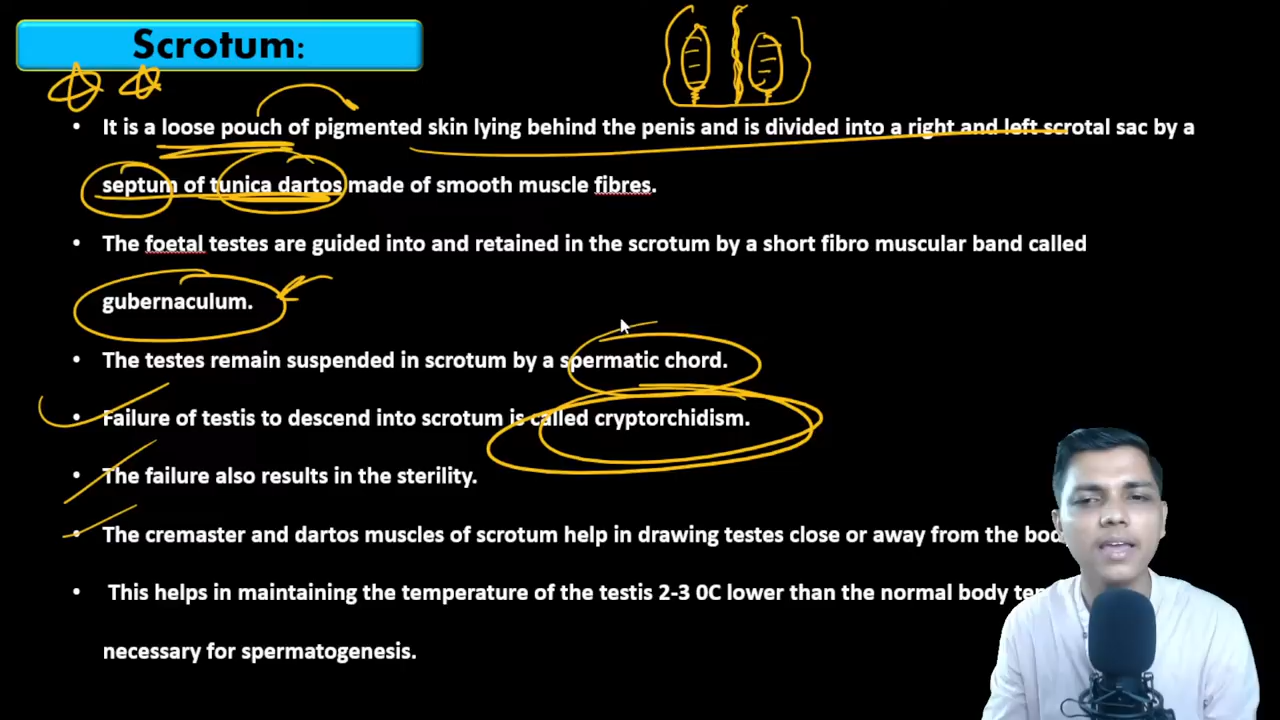 Scrotum:
• It is a loose pouch of pigmented skin lying behind the penis and is divided into a right and left scrotal sac by a
septum of tunica dartos made of smooth muscle fibres.
• The foetal testes are guided into and retained in the scrotum by a short fibro muscular band called
gubernaculum.
• The testes remain suspended in scrotum by a spermatic chord.
• Failure of testis to descend into scrotum is called cryptorchidism.
• The failure also results in the sterility.
• The cremaster and dartos muscles of scrotum help in drawing testes close or away from the
• This helps in maintaining the temperature of the testis 2-3 0C lower than the normal body
necessary for spermatogenesis.